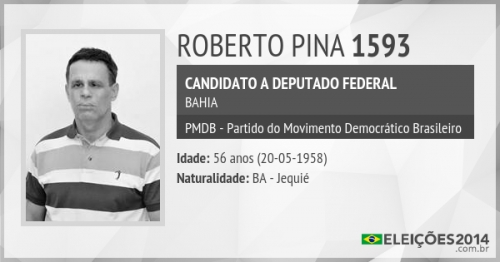 ROBERTO PINA 1593
CANDIDATO A DEPUTADO FEDERAL
BAHIA
PMDB - Partido do Movimento Democrático Brasileiro
Idade: 56 anos (20-05-1958)
Naturalidade: BA - Jequié
ELEIÇÕES2014
.com.br